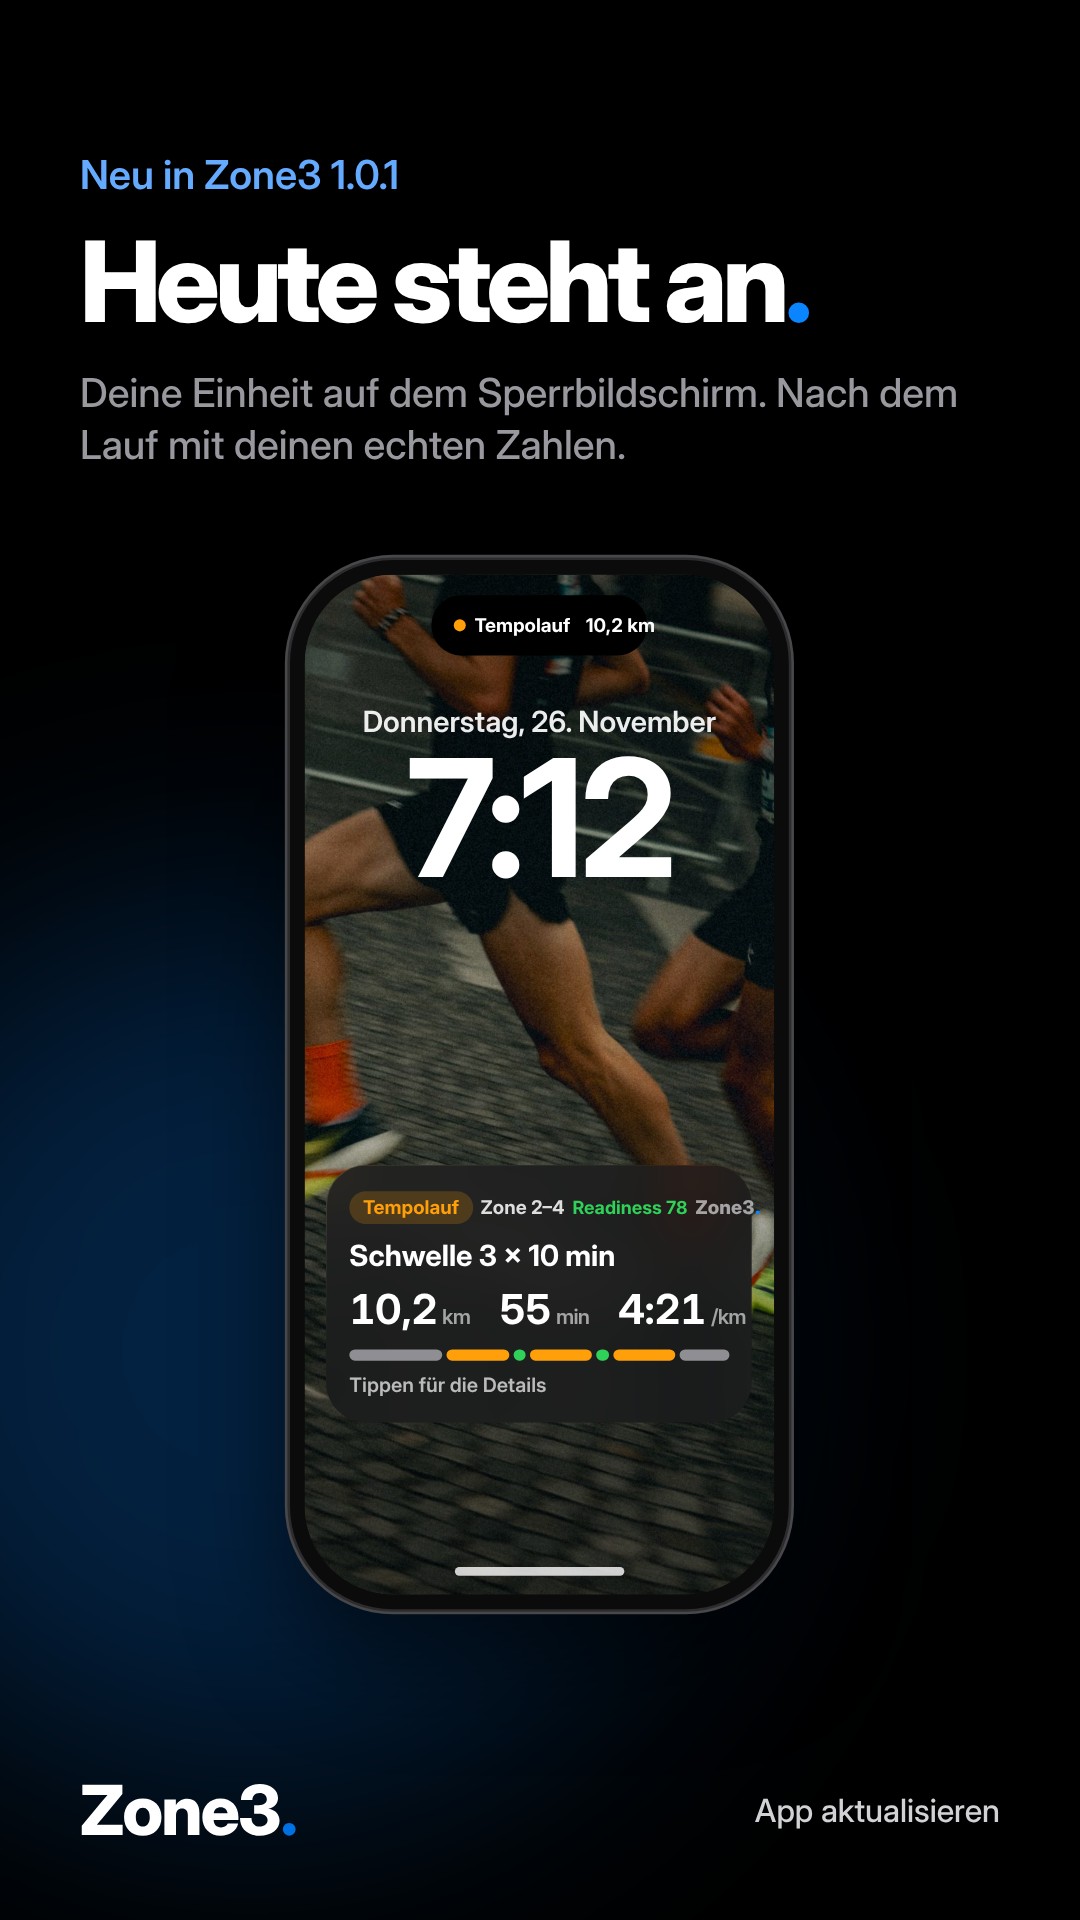 Neu in Zone3 1.0.1
Heute steht an.
Deine Einheit auf dem Sperrbildschirm. Nach dem
Lauf mit deinen echten Zahlen.
Tempolauf 10,2 km
Donnerstag, 26. November
7:12
Tempolauf Zone 2–4 Readiness 78 Zone3.
Schwelle 3 × 10 min
10,2 km 55 min 4:21 /km
Tippen für die Details
Zone3.
App aktualisieren